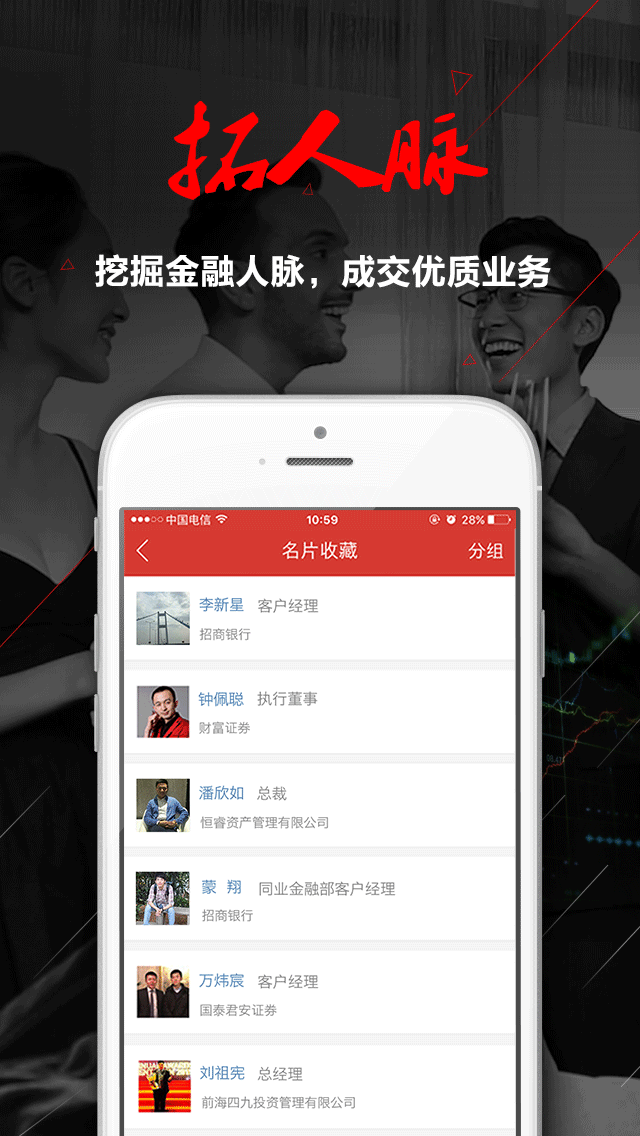 拓人脉
挖掘金融人脉，成交优质业务
中国电信 10:59 28%
名片收藏 分组
李新星 客户经理
招商银行
钟佩聪 执行董事
财富证券
潘欣如 总裁
恒睿资产管理有限公司
蒙 翔 同业金融部客户经理
招商银行
万炜宸 客户经理
国泰君安证券
刘祖宪 总经理
前海四九投资管理有限公司